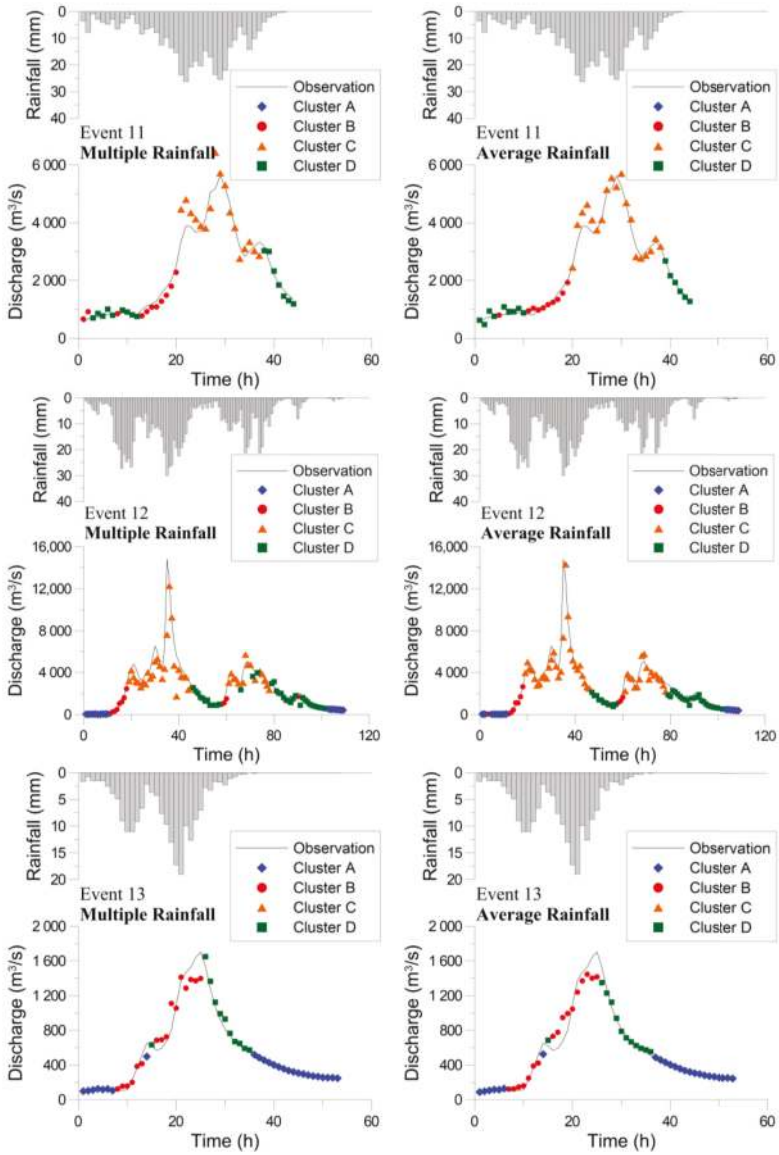 0
10
20
30
40
Rainfall (mm)
Observation
Cluster A
Cluster B
Cluster C
Cluster D
Event 11
Multiple Rainfall
6 000
4 000
2 000
0
Discharge (m³/s)
0 20 40 60
Time (h)
0
10
20
30
40
Rainfall (mm)
Observation
Cluster A
Cluster B
Cluster C
Cluster D
Event 11
Average Rainfall
6 000
4 000
2 000
0
Discharge (m³/s)
0 20 40 60
Time (h)
0
10
20
30
40
Rainfall (mm)
Observation
Cluster A
Cluster B
Cluster C
Cluster D
Event 12
Multiple Rainfall
16,000
12,000
8 000
4 000
0
Discharge (m³/s)
0 40 80 120
Time (h)
0
10
20
30
40
Rainfall (mm)
Observation
Cluster A
Cluster B
Cluster C
Cluster D
Event 12
Average Rainfall
16,000
12,000
8 000
4 000
0
Discharge (m³/s)
0 40 80 120
Time (h)
0
5
10
15
20
Rainfall (mm)
Observation
Cluster A
Cluster B
Cluster C
Cluster D
Event 13
Multiple Rainfall
2 000
1 600
1 200
800
400
0
Discharge (m³/s)
0 20 40 60
Time (h)
0
5
10
15
20
Rainfall (mm)
Observation
Cluster A
Cluster B
Cluster C
Cluster D
Event 13
Average Rainfall
2 000
1 600
1 200
800
400
0
Discharge (m³/s)
0 20 40 60
Time (h)